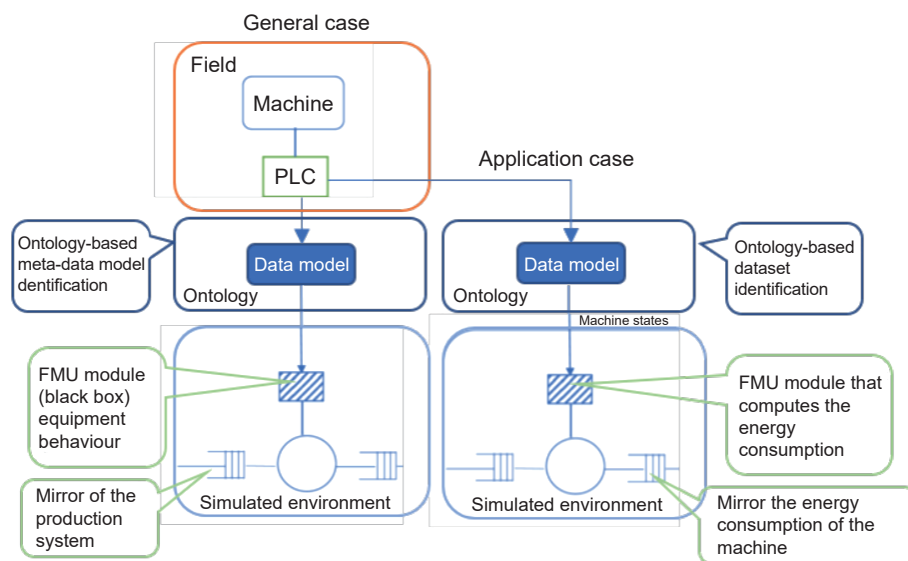 General case
Field
Machine
PLC
Application case
Ontology-based
meta-data model
dentification
Data model
Ontology
Data model
Ontology
Ontology-based
dataset
identification
Machine states
FMU module
(black box)
equipment
behaviour
FMU module that
computes the
energy
consumption
Mirror of the
production
system
Simulated environment
Simulated environment
Mirror the energy
consumption of the
machine